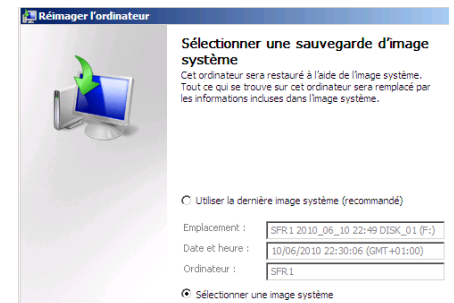 Réimager l'ordinateur
Sélectionner une sauvegarde d'image
système
Cet ordinateur sera restauré à l'aide de l'image système.
Tout ce qui se trouve sur cet ordinateur sera remplacé par
les informations incluses dans l'image système.
Utiliser la dernière image système (recommandé)
Emplacement :
SFR1 2010_06_10 22:49 DISK_01 (F:)
Date et heure :
10/06/2010 22:30:06 (GMT+01:00)
Ordinateur :
SFR1
Sélectionner une image système